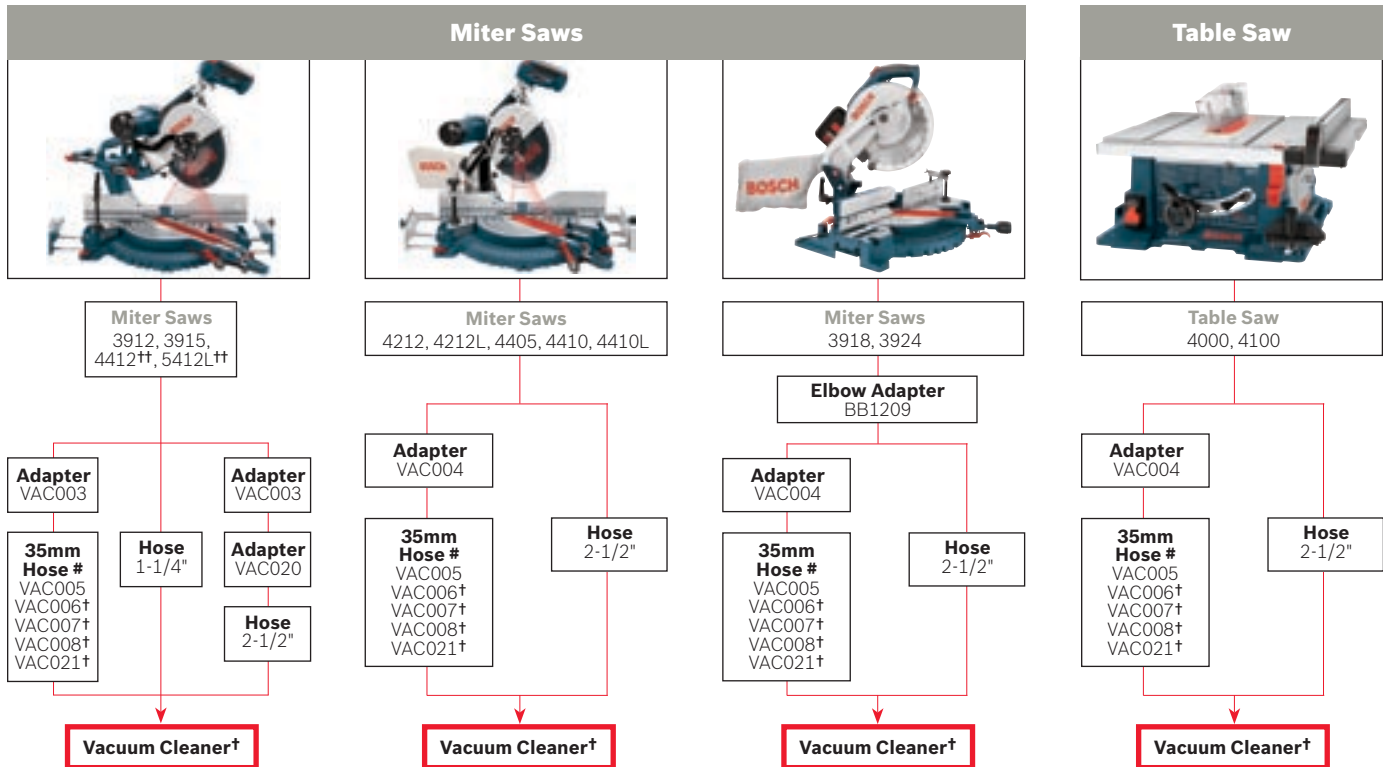 Miter Saws
Table Saw
BOSCH
BOSCH
BOSCH
BOSCH
Miter Saws
3912, 3915,
4412††, 5412L††
Adapter
VAC003
35mm
Hose #
VAC005
VAC006†
VAC007†
VAC008†
VAC021†
Hose
1-1/4"
Adapter
VAC003
Adapter
VAC020
Hose
2-1/2"
Vacuum Cleaner†
Miter Saws
4212, 4212L, 4405, 4410, 4410L
Adapter
VAC004
35mm
Hose #
VAC005
VAC006†
VAC007†
VAC008†
VAC021†
Hose
2-1/2"
Vacuum Cleaner†
Miter Saws
3918, 3924
Elbow Adapter
BB1209
Adapter
VAC004
35mm
Hose #
VAC005
VAC006†
VAC007†
VAC008†
VAC021†
Hose
2-1/2"
Vacuum Cleaner†
Table Saw
4000, 4100
Adapter
VAC004
35mm
Hose #
VAC005
VAC006†
VAC007†
VAC008†
VAC021†
Hose
2-1/2"
Vacuum Cleaner†